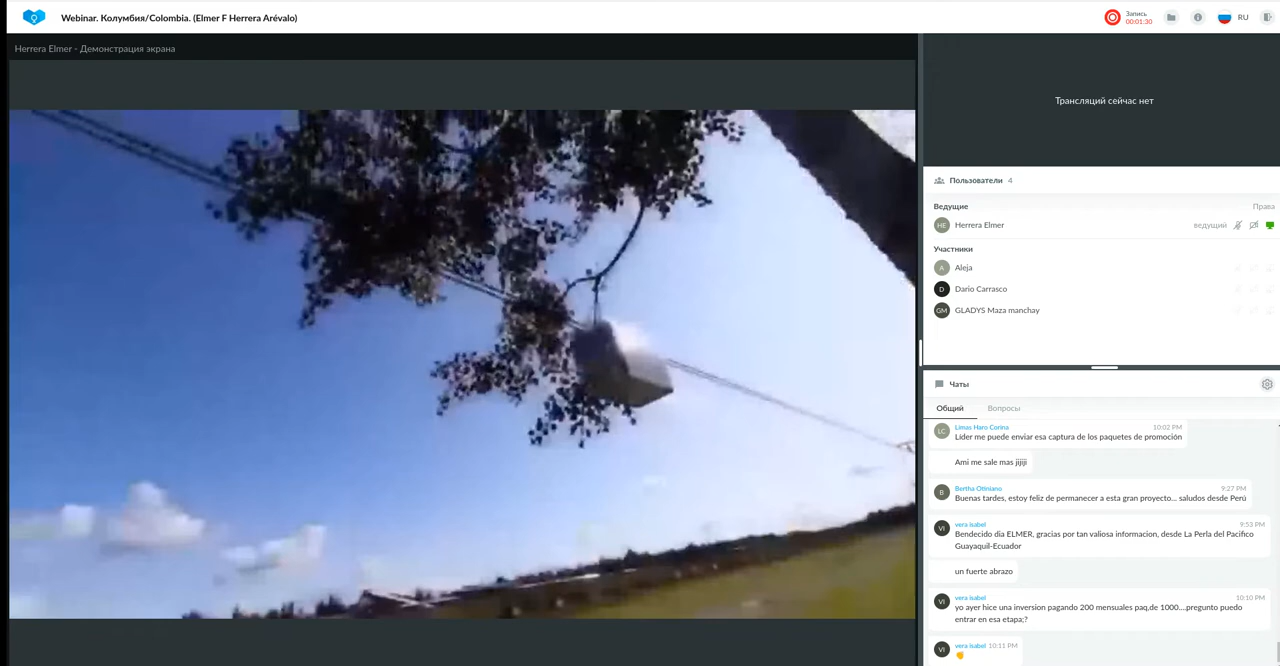 Webinar. Колумбия/Colombia. (Elmer F Herrera Arévalo)
Запись
00:01:30
RU
Herrera Elmer - Демонстрация экрана
Трансляций сейчас нет
Пользователи 4
Ведущие Права
HE Herrera Elmer ведущий
Участники
A Aleja
D Dario Carrasco
GM GLADYS Maza manchay
Чаты
Общий Вопросы
LC Limas Haro Corina 10:02 PM
Líder me puede enviar esa captura de los paquetes de promoción
Ami me sale mas jijiji
B Bertha Otiniano 9:27 PM
Buenas tardes, estoy feliz de permanecer a esta gran proyecto... saludos desde Perú
VI vera isabel 9:53 PM
Bendecido dia ELMER, gracias por tan valiosa informacion, desde La Perla del Pacifico
Guayaquil-Ecuador
un fuerte abrazo
VI vera isabel 10:10 PM
yo ayer hice una inversion pagando 200 mensuales paq,de 1000....pregunto puedo
entrar en esa etapa;?
VI vera isabel 10:11 PM